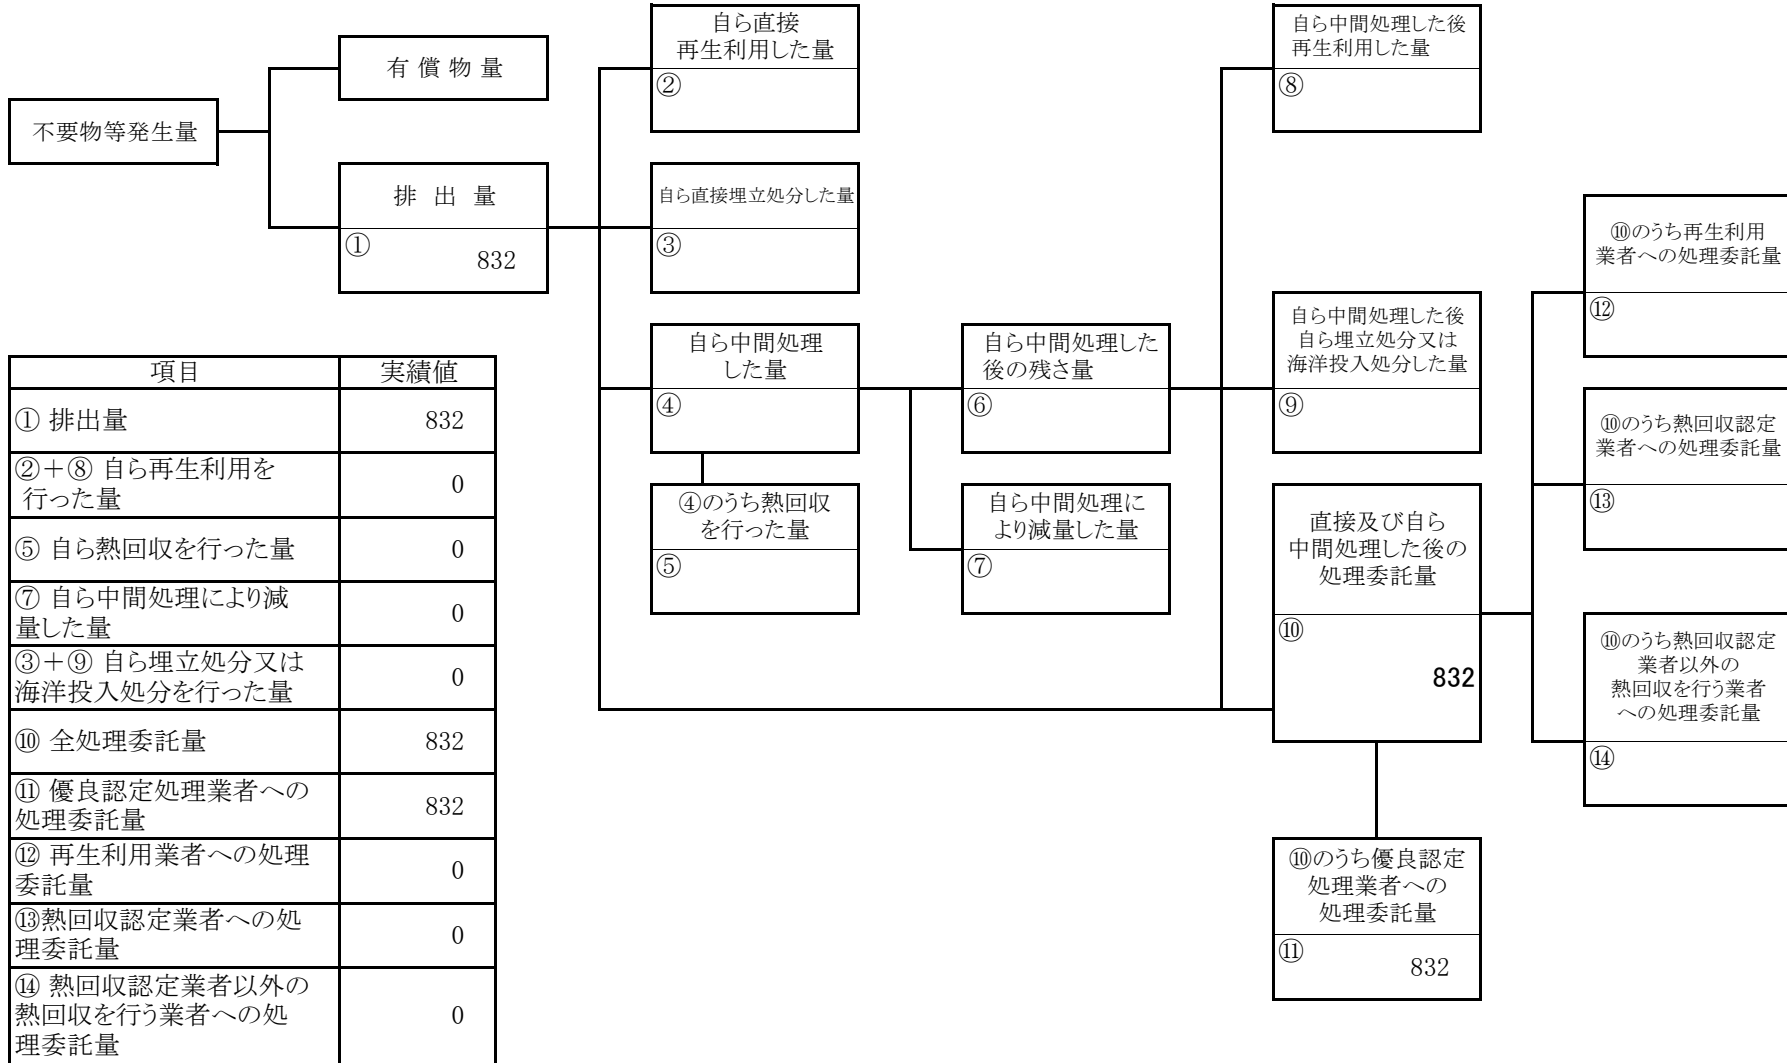 不要物等発生量
有 償 物 量
排 出 量
①
832
自ら直接
再生利用した量
②
自ら直接埋立処分した量
③
自ら中間処理
した量
④
④のうち熱回収
を行った量
⑤
自ら中間処理した
後の残さ量
⑥
自ら中間処理に
より減量した量
⑦
自ら中間処理した後
再生利用した量
⑧
自ら中間処理した後
自ら埋立処分又は
海洋投入処分した量
⑨
直接及び自ら
中間処理した後の
処理委託量
⑩
832
⑩のうち優良認定
処理業者への
処理委託量
⑪
832
⑩のうち再生利用
業者への処理委託量
⑫
⑩のうち熱回収認定
業者への処理委託量
⑬
⑩のうち熱回収認定
業者以外の
熱回収を行う業者
への処理委託量
⑭
項目 実績値
① 排出量 832
②＋⑧ 自ら再生利用を
行った量 0
⑤ 自ら熱回収を行った量 0
⑦ 自ら中間処理により減
量した量 0
③＋⑨ 自ら埋立処分又は
海洋投入処分を行った量 0
⑩ 全処理委託量 832
⑪ 優良認定処理業者への
処理委託量 832
⑫ 再生利用業者への処理
委託量 0
⑬熱回収認定業者への処
理委託量 0
⑭ 熱回収認定業者以外の
熱回収を行う業者への処
理委託量 0